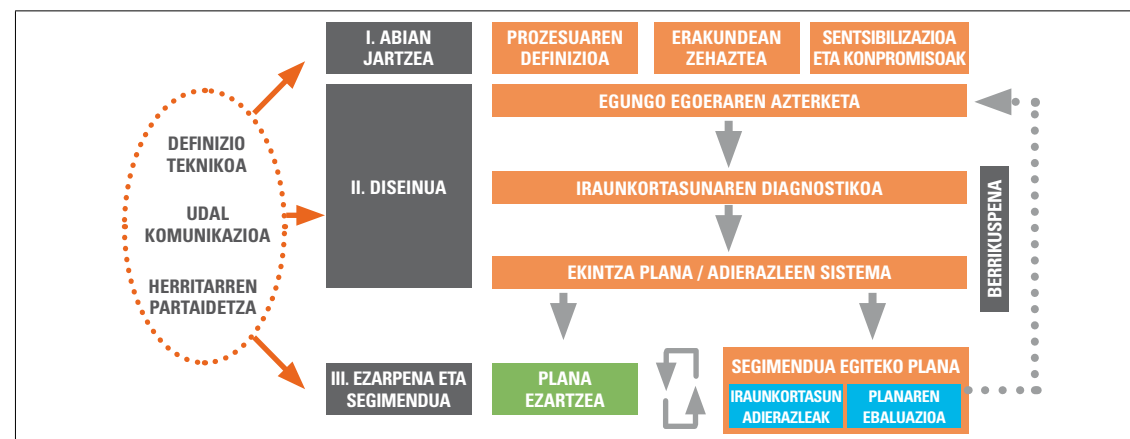 I. ABIAN
JARTZEA
PROZESUAREN
DEFINIZIOA
ERAKUNDEAN
ZEHAZTEA
SENTSIBILIZAZIOA
ETA KONPROMISOAK
DEFINIZIO
TEKNIKOA
UDAL
KOMUNIKAZIOA
HERRITARREN
PARTAIDETZA
II. DISEINUA
EGUNGO EGOERAREN AZTERKETA
IRAUNKORTASUNAREN DIAGNOSTIKOA
EKINTZA PLANA / ADIERAZLEEN SISTEMA
BERRIKUSPENA
III. EZARPENA ETA
SEGIMENDUA
PLANA
EZARTZEA
SEGIMENDUA EGITEKO PLANA
IRAUNKORTASUN
ADIERAZLEAK
PLANAREN
EBALUAZIOA